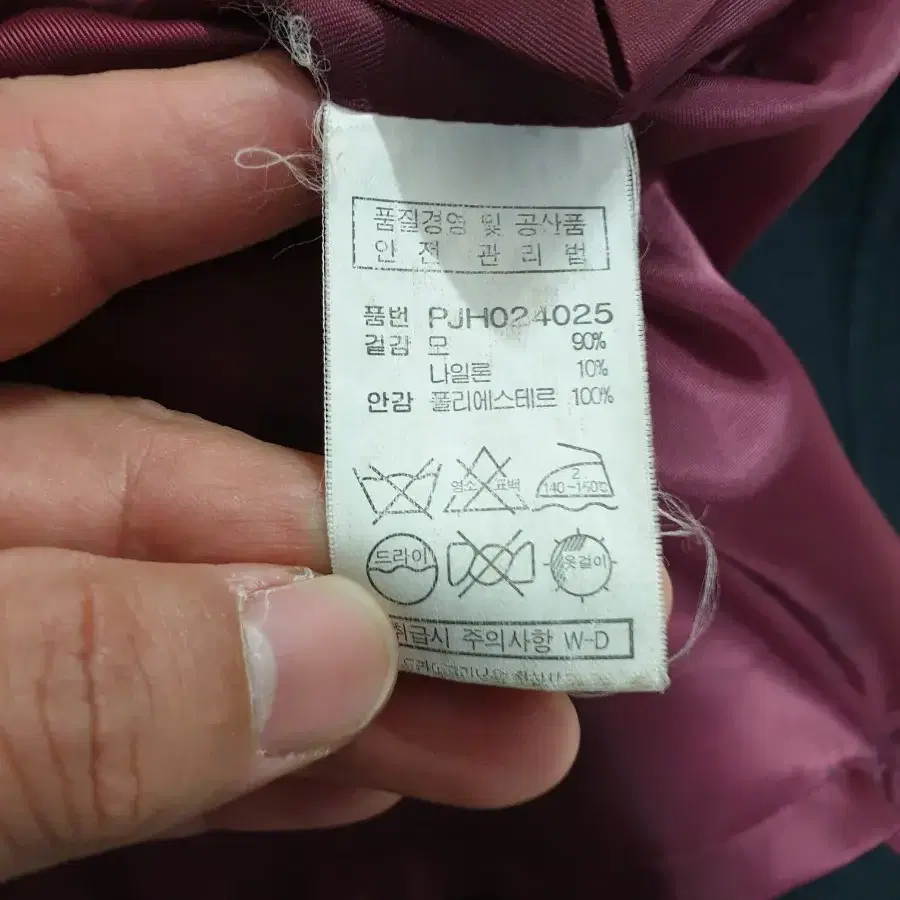 품질경영 및 공산품
안 전 관 리 법
품번 PJH024025
겉감 모 90%
나일론 10%
안감 폴리에스테르 100%
염소 표백
2
140~150℃
드라이
옷걸이
취급시 주의사항 W-D